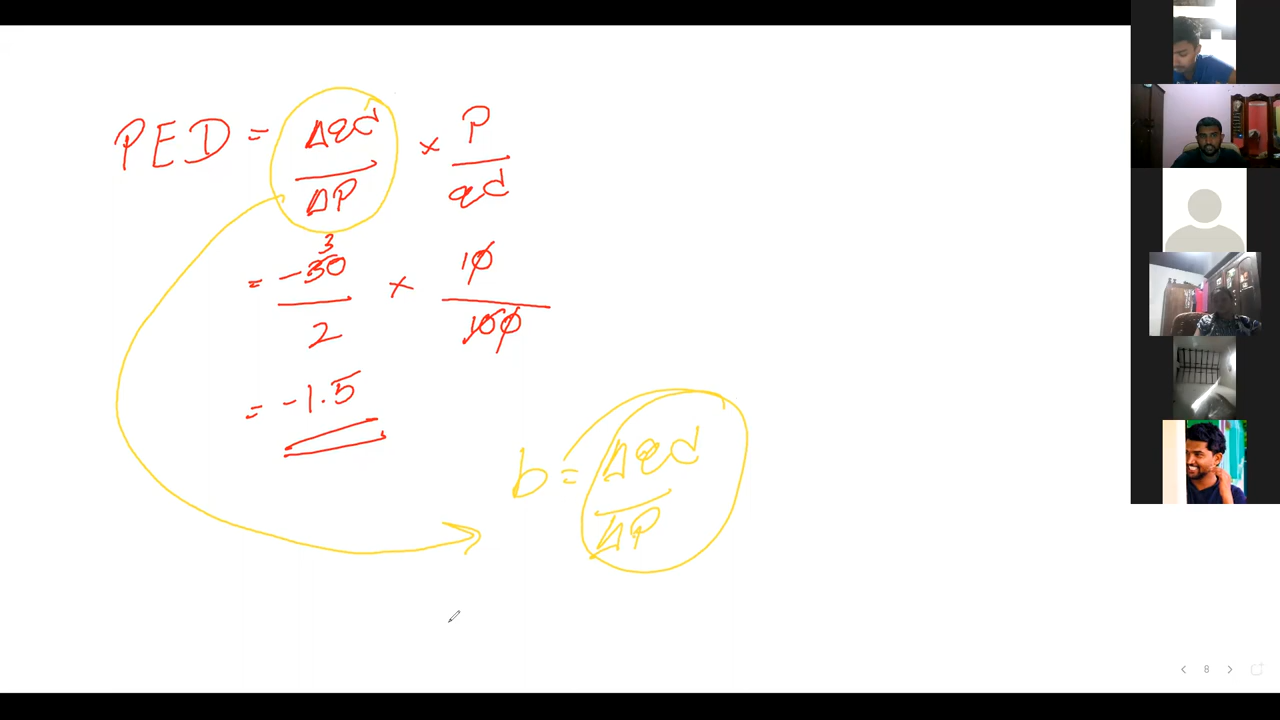 PED = Δqd/ΔP × P/qd
= -30/2 × 10/100
3
= -1.5
b = Δqd/ΔP
8